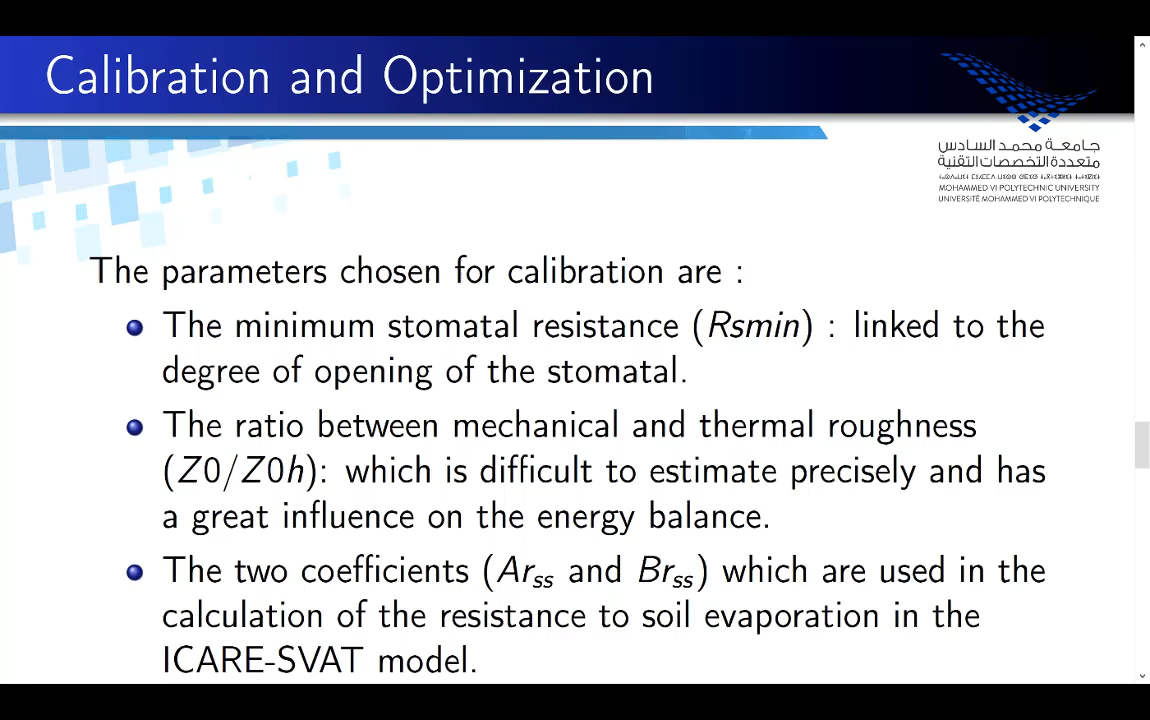 Calibration and Optimization
جامعة محمد السادس
متعددة التخصصات التقنية
MOHAMMED VI POLYTECHNIC UNIVERSITY
UNIVERSITÉ MOHAMMED VI POLYTECHNIQUE
The parameters chosen for calibration are :
The minimum stomatal resistance (Rsmin) : linked to the
degree of opening of the stomatal.
The ratio between mechanical and thermal roughness
(Z0/Z0h): which is difficult to estimate precisely and has
a great influence on the energy balance.
The two coefficients (Arss and Brss) which are used in the
calculation of the resistance to soil evaporation in the
ICARE-SVAT model.